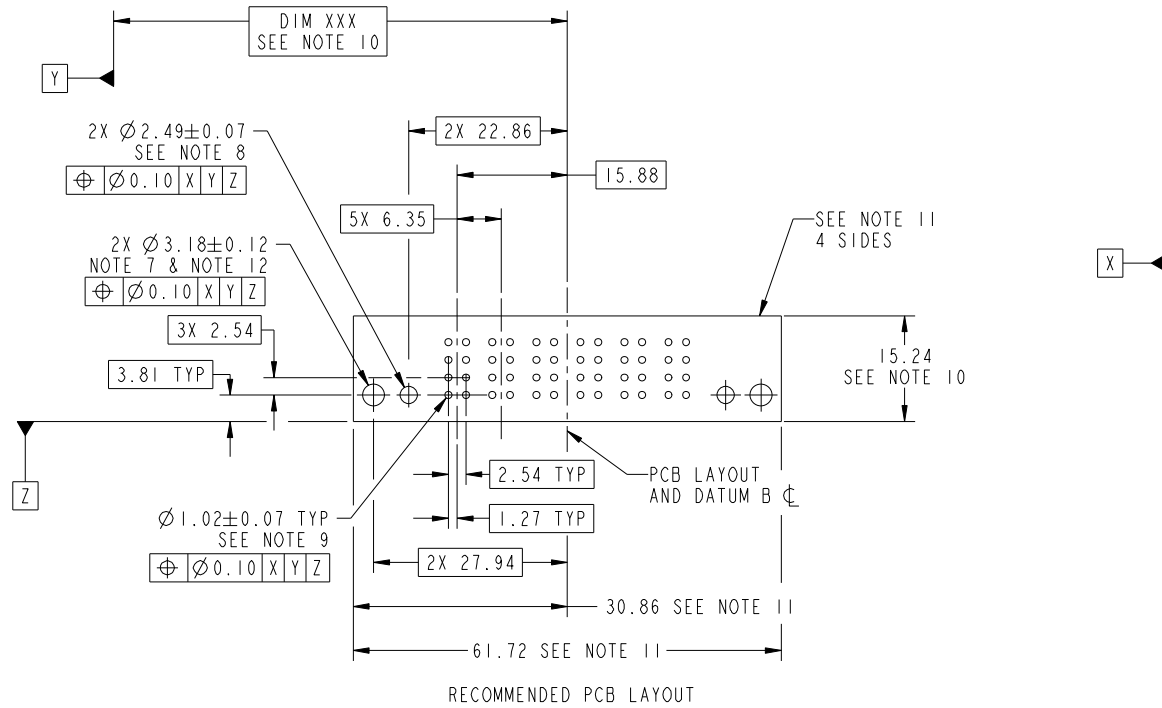 DIM XXX
SEE NOTE 10
Y
2X Ø2.49±0.07
SEE NOTE 8
⌖ Ø0.10 X Y Z
2X 22.86
15.88
5X 6.35
SEE NOTE 11
4 SIDES
X
2X Ø3.18±0.12
NOTE 7 & NOTE 12
⌖ Ø0.10 X Y Z
3X 2.54
3.81 TYP
15.24
SEE NOTE 10
Z
2.54 TYP
PCB LAYOUT
AND DATUM B ℄
Ø1.02±0.07 TYP
SEE NOTE 9
⌖ Ø0.10 X Y Z
1.27 TYP
2X 27.94
30.86 SEE NOTE 11
61.72 SEE NOTE 11
RECOMMENDED PCB LAYOUT